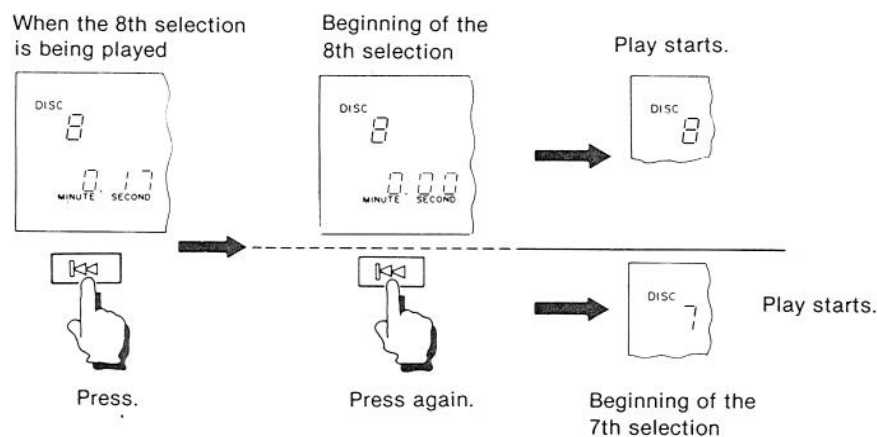 When the 8th selection
is being played
DISC
8
0.17
MINUTE SECOND
Press.
Beginning of the
8th selection
DISC
8
0.00
MINUTE SECOND
Press again.
Play starts.
DISC
8
DISC
7
Play starts.
Beginning of the
7th selection